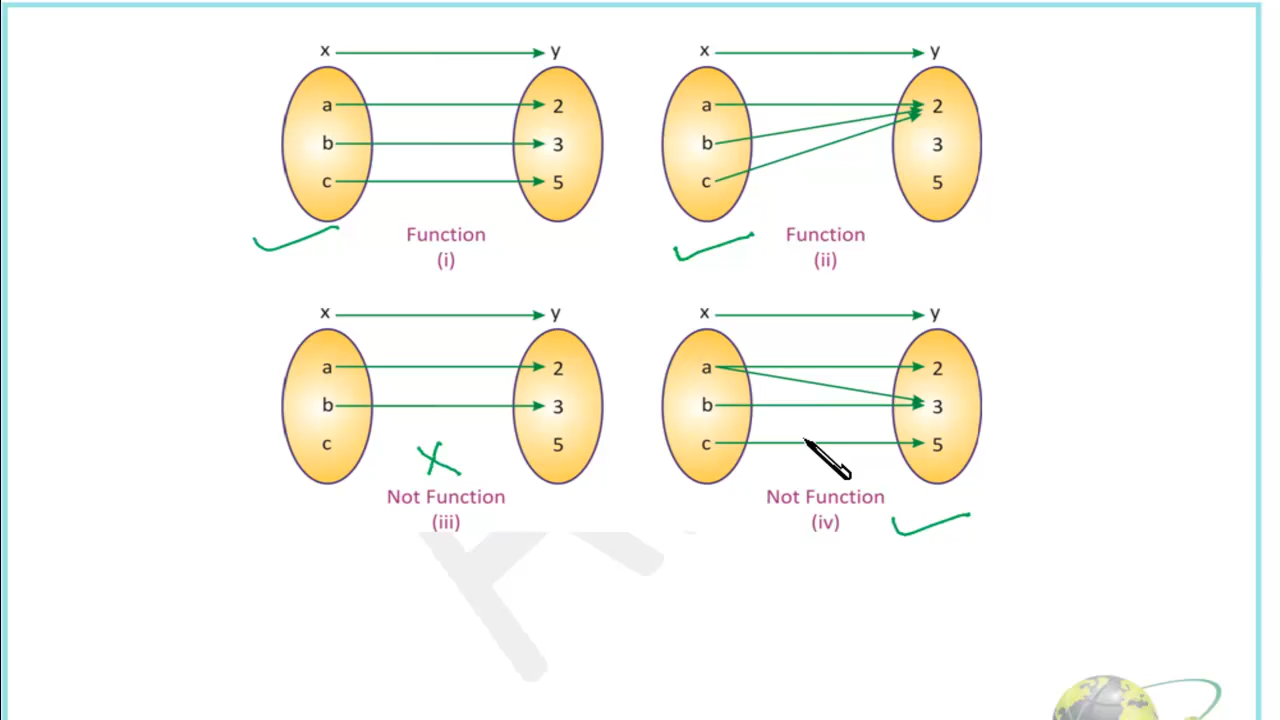 x y
a 2
b 3
c 5
Function
(i)
x y
a 2
b 3
c 5
Function
(ii)
x y
a 2
b 3
c 5
Not Function
(iii)
x y
a 2
b 3
c 5
Not Function
(iv)